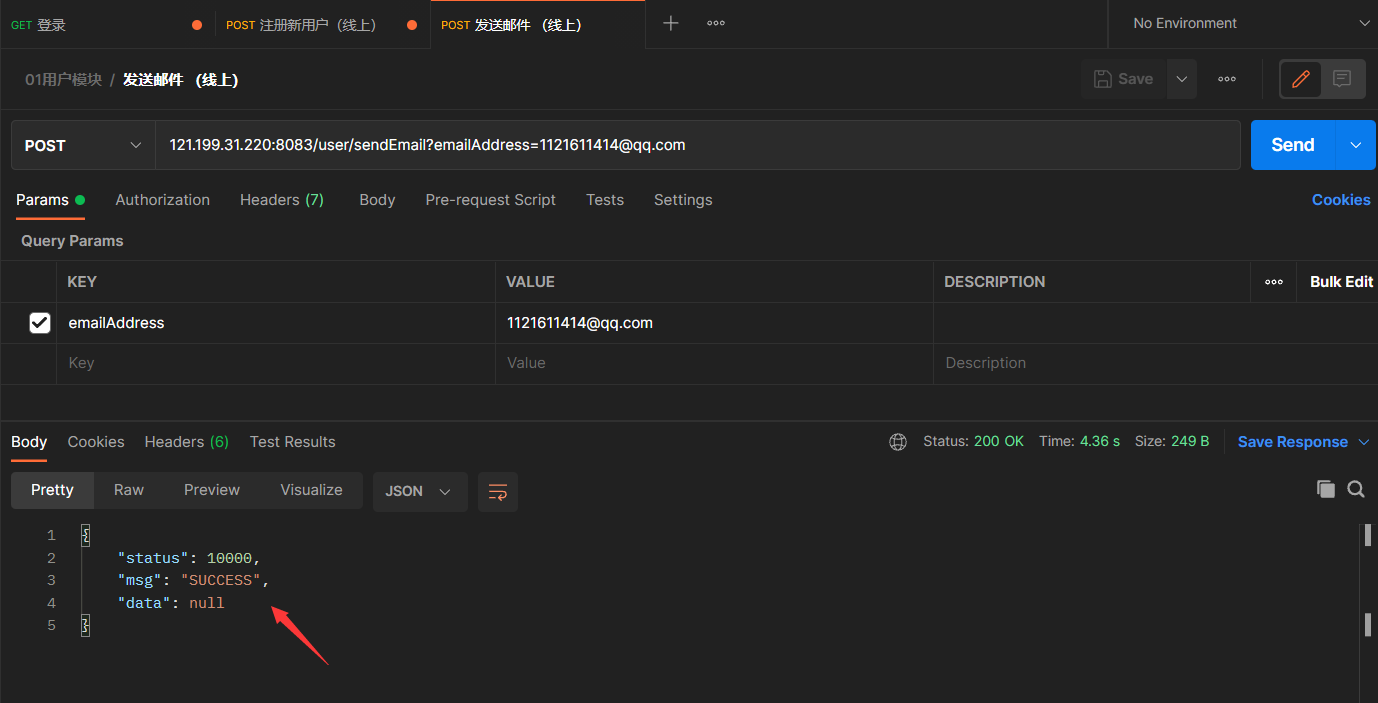 GET 登录
POST 注册新用户（线上）
POST 发送邮件 （线上）
No Environment
01用户模块 / 发送邮件 （线上）
Save
POST
121.199.31.220:8083/user/sendEmail?emailAddress=1121611414@qq.com
Send
Params Authorization Headers (7) Body Pre-request Script Tests Settings Cookies
Query Params
KEY VALUE DESCRIPTION Bulk Edit
emailAddress 1121611414@qq.com
Key Value Description
Body Cookies Headers (6) Test Results Status: 200 OK Time: 4.36 s Size: 249 B Save Response
Pretty Raw Preview Visualize JSON
1 {
2 "status": 10000,
3 "msg": "SUCCESS",
4 "data": null
5 }